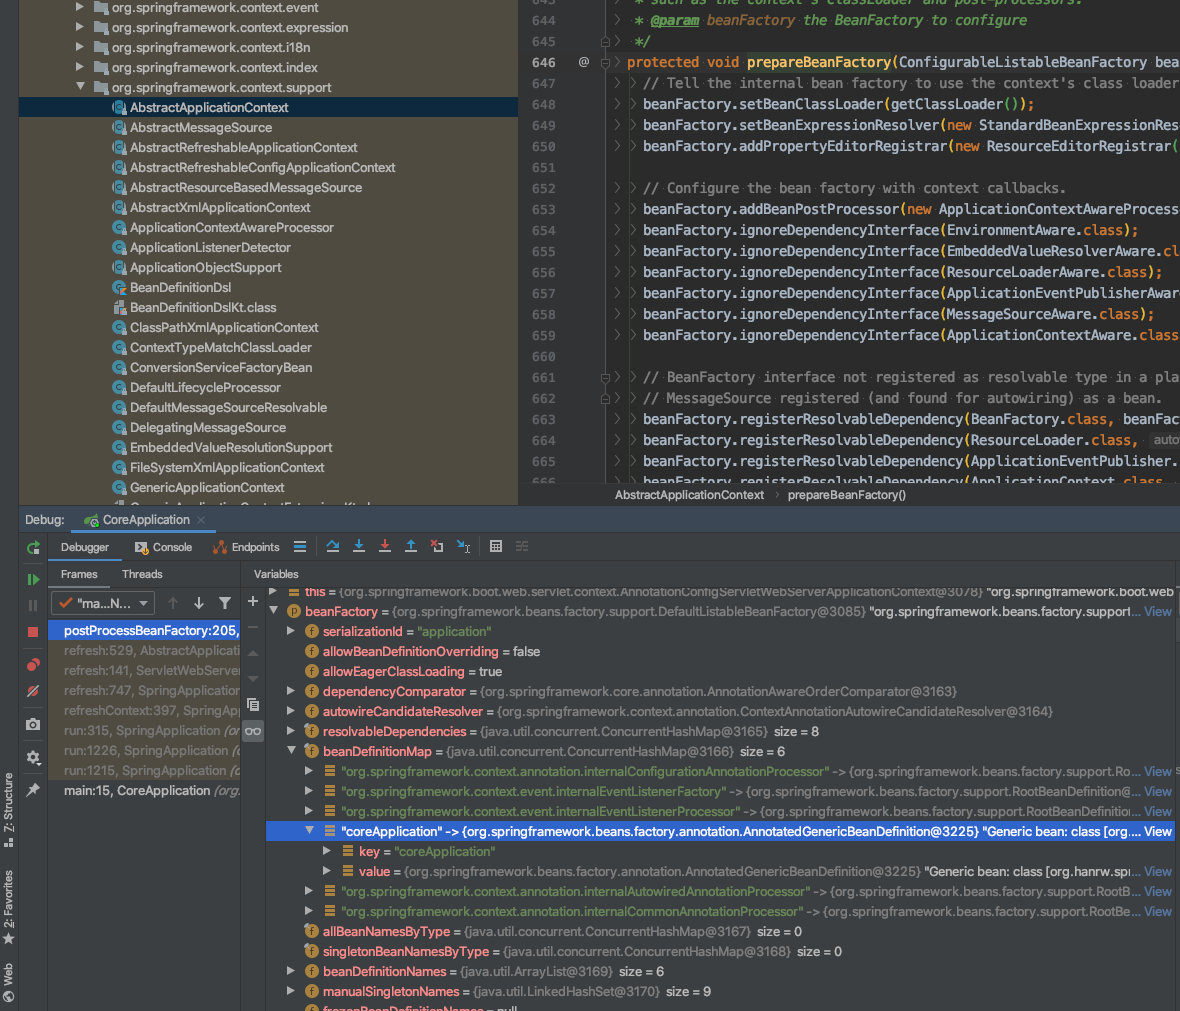 org.springframework.context.event
org.springframework.context.expression
org.springframework.context.i18n
org.springframework.context.index
org.springframework.context.support
AbstractApplicationContext
AbstractMessageSource
AbstractRefreshableApplicationContext
AbstractRefreshableConfigApplicationContext
AbstractResourceBasedMessageSource
AbstractXmlApplicationContext
ApplicationContextAwareProcessor
ApplicationListenerDetector
ApplicationObjectSupport
BeanDefinitionDsl
BeanDefinitionDslKt.class
ClassPathXmlApplicationContext
ContextTypeMatchClassLoader
ConversionServiceFactoryBean
DefaultLifecycleProcessor
DefaultMessageSourceResolvable
DelegatingMessageSource
EmbeddedValueResolutionSupport
FileSystemXmlApplicationContext
GenericApplicationContext
643 * such as the context's ClassLoader and post-processors.
644 * @param beanFactory the BeanFactory to configure
645 */
646 @ protected void prepareBeanFactory(ConfigurableListableBeanFactory bea
647 // Tell the internal bean factory to use the context's class loader
648 beanFactory.setBeanClassLoader(getClassLoader());
649 beanFactory.setBeanExpressionResolver(new StandardBeanExpressionRes
650 beanFactory.addPropertyEditorRegistrar(new ResourceEditorRegistrar(
651
652 // Configure the bean factory with context callbacks.
653 beanFactory.addBeanPostProcessor(new ApplicationContextAwareProcess
654 beanFactory.ignoreDependencyInterface(EnvironmentAware.class);
655 beanFactory.ignoreDependencyInterface(EmbeddedValueResolverAware.cl
656 beanFactory.ignoreDependencyInterface(ResourceLoaderAware.class);
657 beanFactory.ignoreDependencyInterface(ApplicationEventPublisherAwar
658 beanFactory.ignoreDependencyInterface(MessageSourceAware.class);
659 beanFactory.ignoreDependencyInterface(ApplicationContextAware.class
660
661 // BeanFactory interface not registered as resolvable type in a pla
662 // MessageSource registered (and found for autowiring) as a bean.
663 beanFactory.registerResolvableDependency(BeanFactory.class, beanFac
664 beanFactory.registerResolvableDependency(ResourceLoader.class, auto
665 beanFactory.registerResolvableDependency(ApplicationEventPublisher.
666 beanFactory.registerResolvableDependency(ApplicationContext.class
AbstractApplicationContext › prepareBeanFactory()
Debug: CoreApplication
Debugger Console Endpoints
Frames Threads
"ma...N...
postProcessBeanFactory:205,
refresh:529, AbstractApplicati
refresh:141, ServletWebServer
refresh:747, SpringApplication
refreshContext:397, SpringAp
run:315, SpringApplication (or
run:1226, SpringApplication (c
run:1215, SpringApplication (c
main:15, CoreApplication (org.
Variables
this = {org.springframework.boot.web.servlet.context.AnnotationConfigServletWebServerApplicationContext@3078} "org.springframework.boot.web
beanFactory = {org.springframework.beans.factory.support.DefaultListableBeanFactory@3085} "org.springframework.beans.factory.support... View
serializationId = "application"
allowBeanDefinitionOverriding = false
allowEagerClassLoading = true
dependencyComparator = {org.springframework.core.annotation.AnnotationAwareOrderComparator@3163}
autowireCandidateResolver = {org.springframework.context.annotation.ContextAnnotationAutowireCandidateResolver@3164}
resolvableDependencies = {java.util.concurrent.ConcurrentHashMap@3165} size = 8
beanDefinitionMap = {java.util.concurrent.ConcurrentHashMap@3166} size = 6
"org.springframework.context.annotation.internalConfigurationAnnotationProcessor" -> {org.springframework.beans.factory.support.Ro... View
"org.springframework.context.event.internalEventListenerFactory" -> {org.springframework.beans.factory.support.RootBeanDefinition@... View
"org.springframework.context.event.internalEventListenerProcessor" -> {org.springframework.beans.factory.support.RootBeanDefinition... View
"coreApplication" -> {org.springframework.beans.factory.annotation.AnnotatedGenericBeanDefinition@3225} "Generic bean: class [org.... View
key = "coreApplication"
value = {org.springframework.beans.factory.annotation.AnnotatedGenericBeanDefinition@3225} "Generic bean: class [org.hanrw.spr... View
"org.springframework.context.annotation.internalAutowiredAnnotationProcessor" -> {org.springframework.beans.factory.support.RootB... View
"org.springframework.context.annotation.internalCommonAnnotationProcessor" -> {org.springframework.beans.factory.support.RootBe... View
allBeanNamesByType = {java.util.concurrent.ConcurrentHashMap@3167} size = 0
singletonBeanNamesByType = {java.util.concurrent.ConcurrentHashMap@3168} size = 0
beanDefinitionNames = {java.util.ArrayList@3169} size = 6
manualSingletonNames = {java.util.LinkedHashSet@3170} size = 9
frozenBeanDefinitionNames = null
Z: Structure
2: Favorites
Web